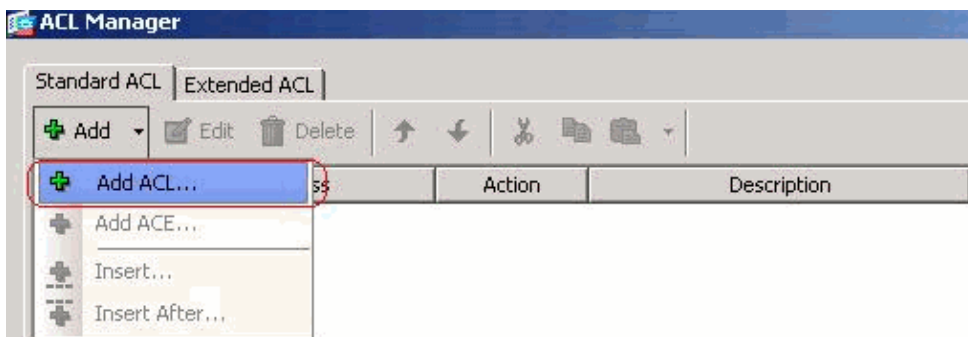 ACL Manager
Standard ACL Extended ACL
Add Edit Delete
Add ACL... ss Action Description
Add ACE...
Insert...
Insert After...